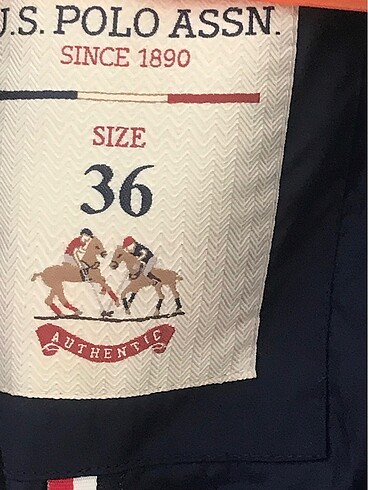 U.S. POLO ASSN.
SINCE 1890
SIZE
36
AUTHENTIC